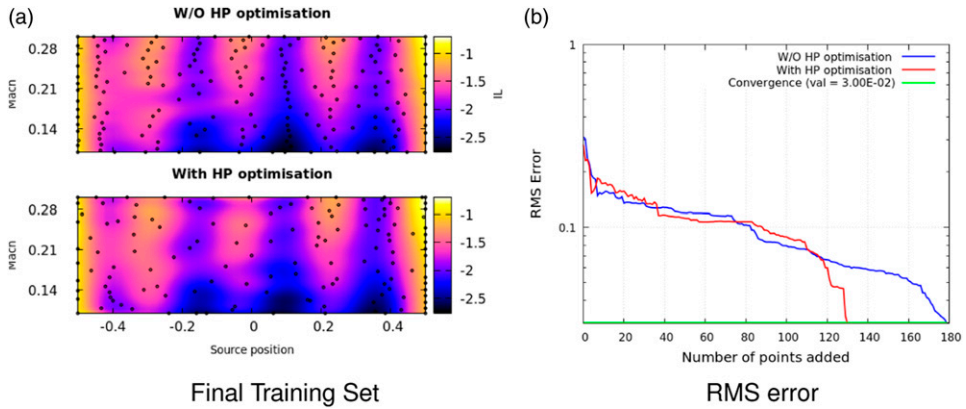 (a)
W/O HP optimisation
0.28
0.21
0.14
Macn
-1
-1.5
-2
-2.5
IL
With HP optimisation
0.28
0.21
0.14
Macn
-1
-1.5
-2
-2.5
-0.4
-0.2
0
0.2
0.4
Source position
Final Training Set
(b)
W/O HP optimisation
With HP optimisation
Convergence (val = 3.00E-02)
1
0.1
RMS Error
0
20
40
60
80
100
120
140
160
180
Number of points added
RMS error